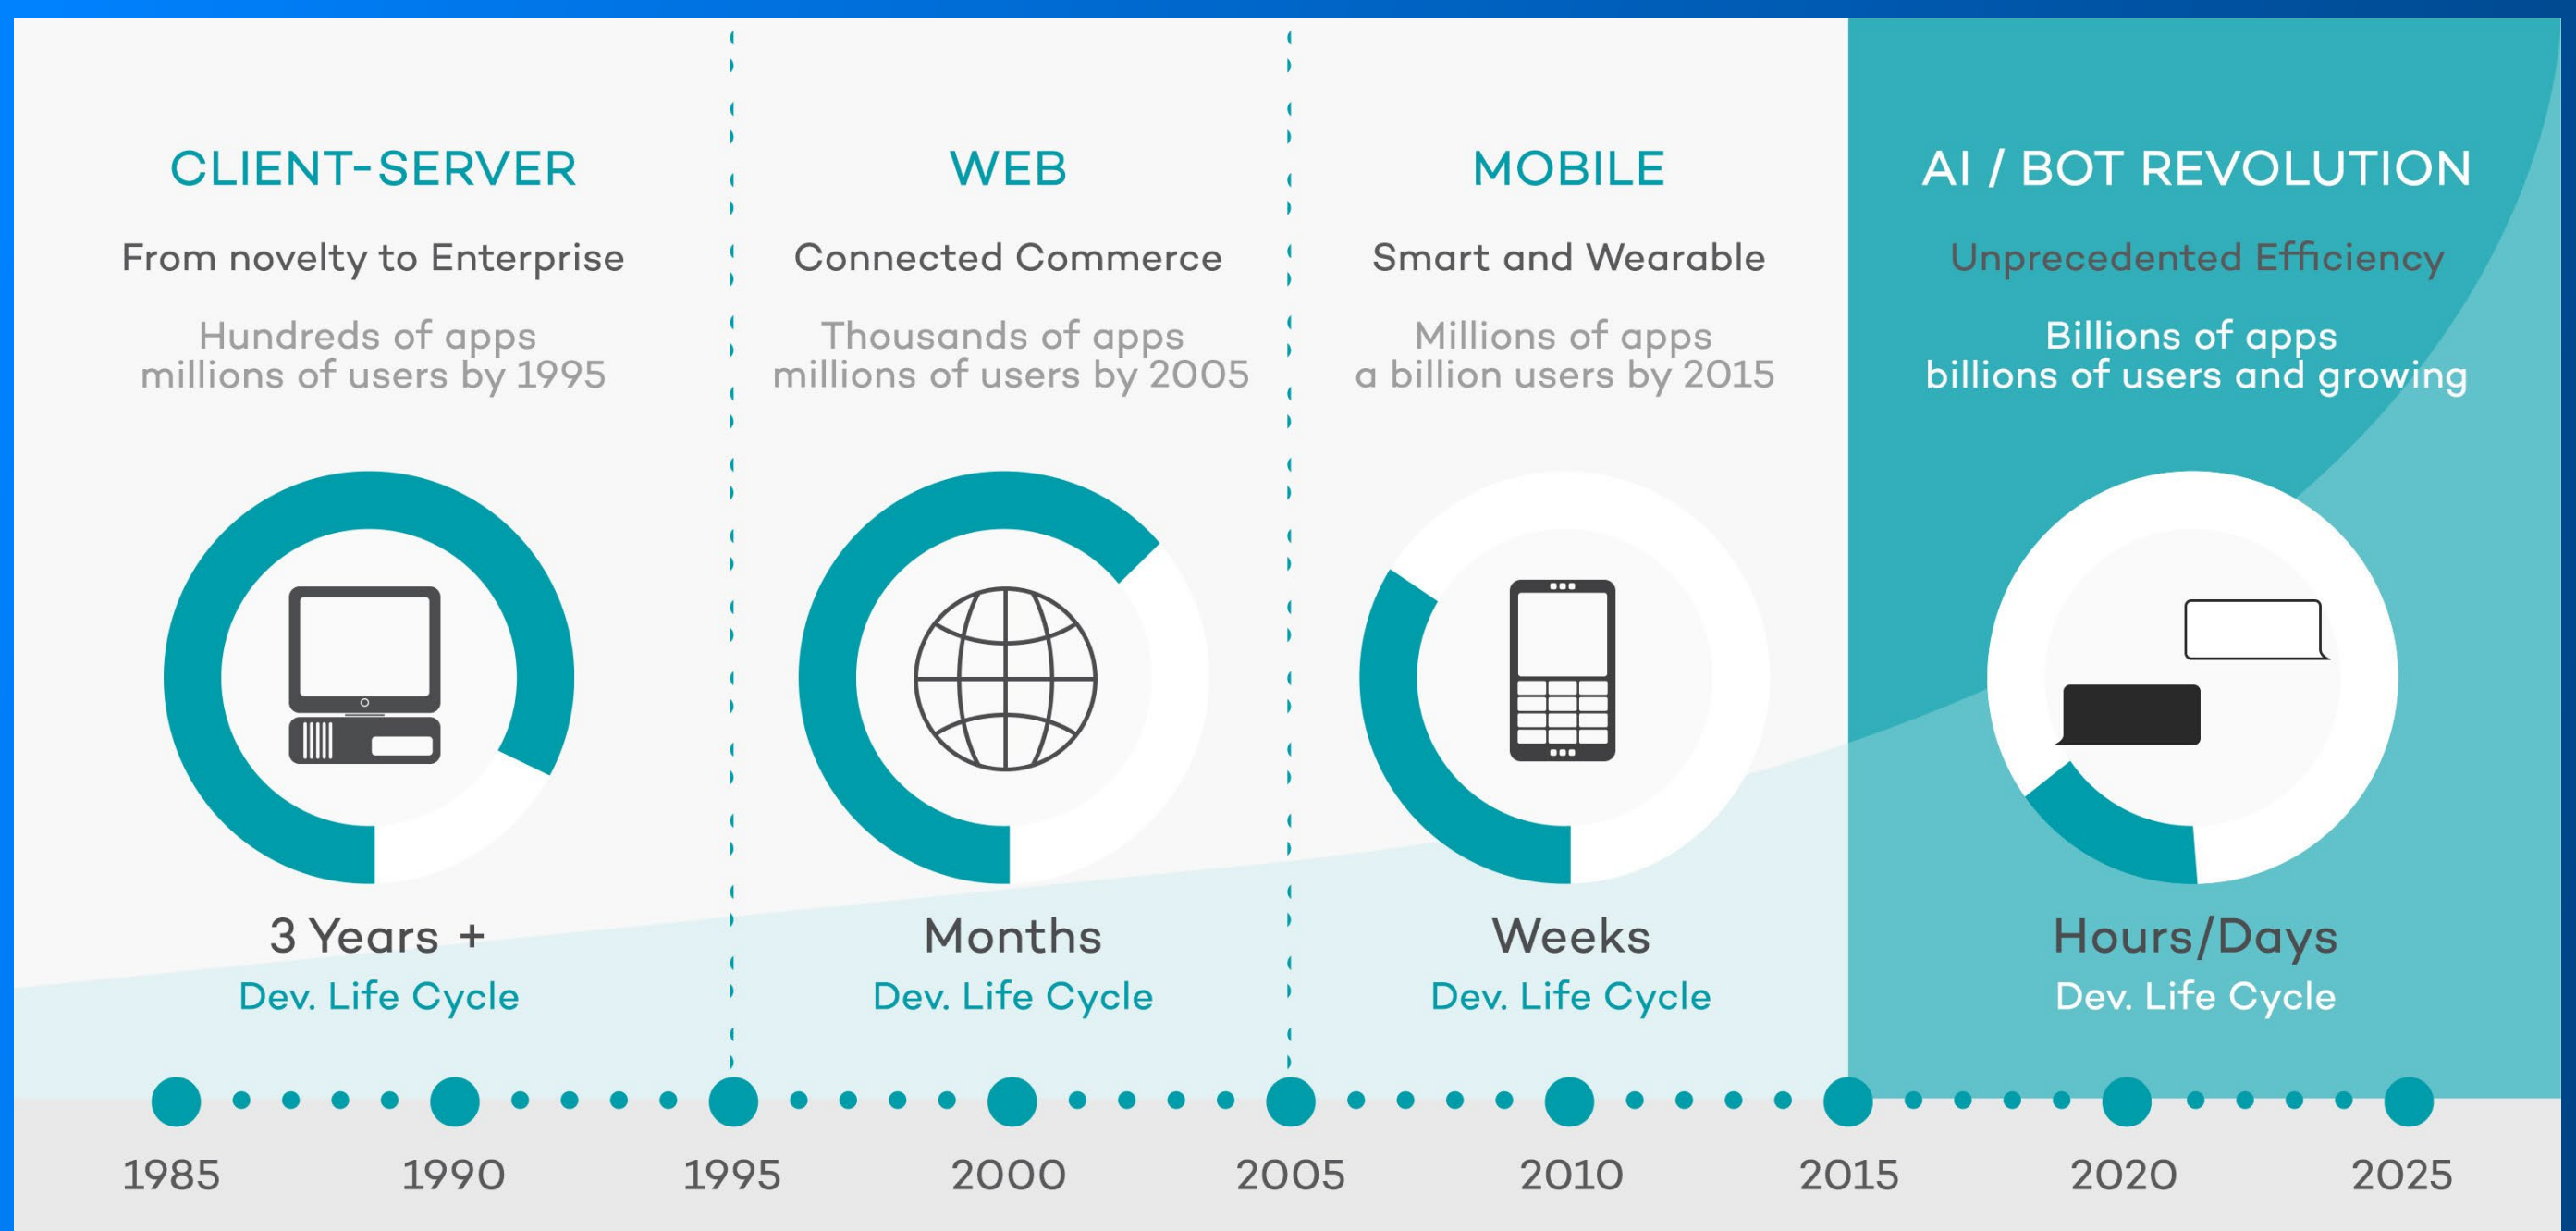 CLIENT-SERVER
From novelty to Enterprise
Hundreds of apps
millions of users by 1995
3 Years +
Dev. Life Cycle
WEB
Connected Commerce
Thousands of apps
millions of users by 2005
Months
Dev. Life Cycle
MOBILE
Smart and Wearable
Millions of apps
a billion users by 2015
Weeks
Dev. Life Cycle
AI / BOT REVOLUTION
Unprecedented Efficiency
Billions of apps
billions of users and growing
Hours/Days
Dev. Life Cycle
1985 1990 1995 2000 2005 2010 2015 2020 2025